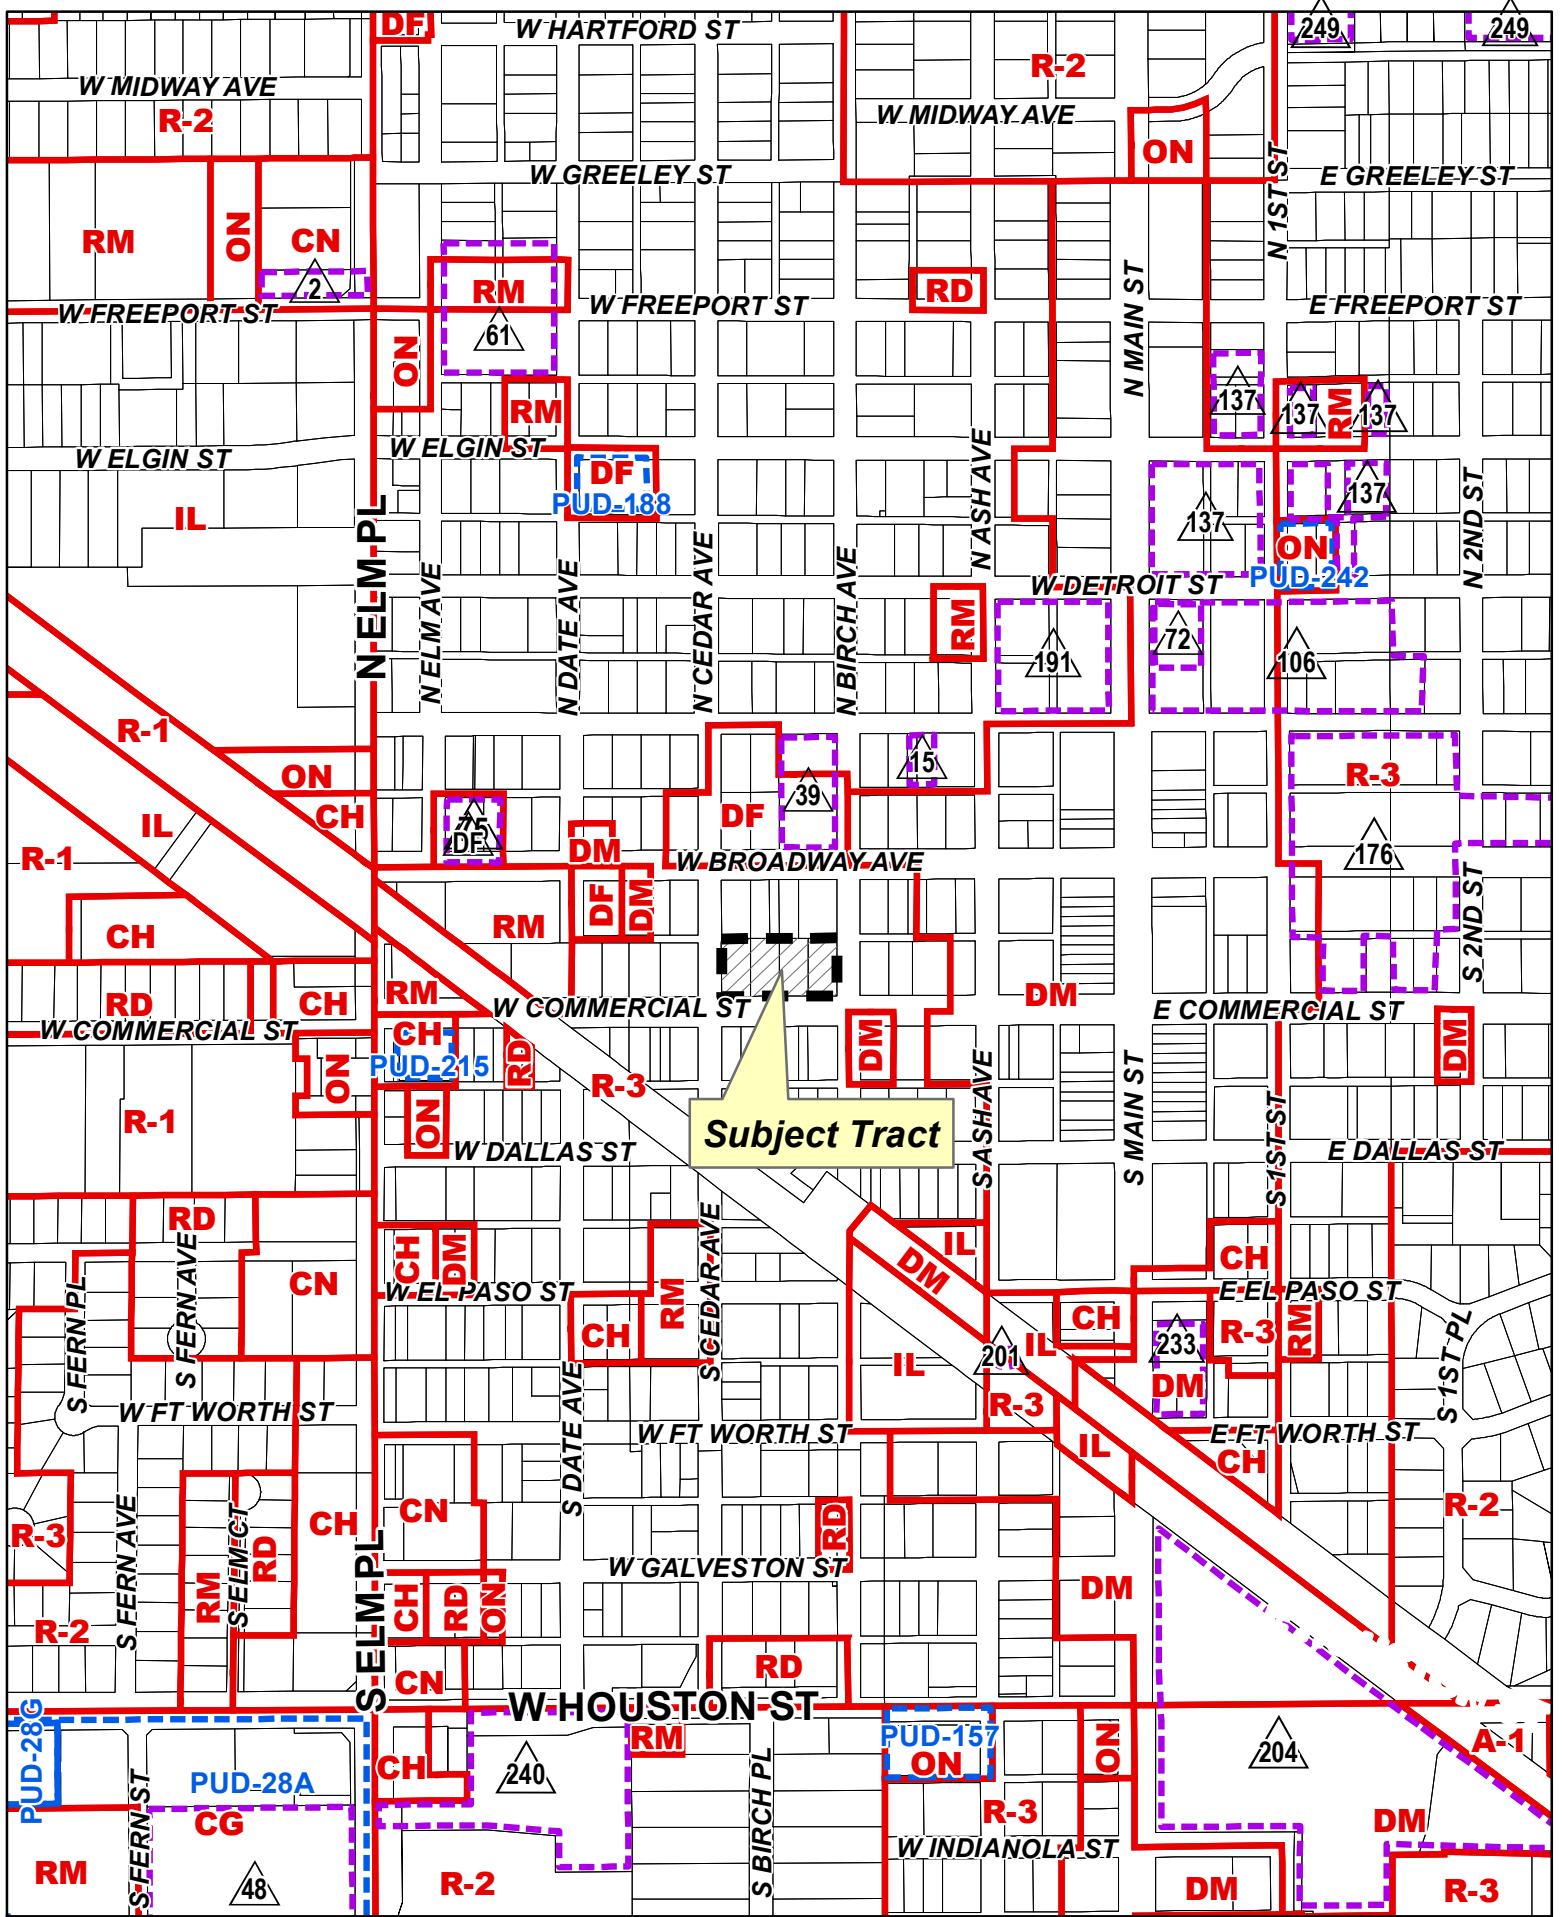 249
249
DF
W HARTFORD ST
R-2
W MIDWAY AVE
R-2
W MIDWAY AVE
ON
W GREELEY ST
E GREELEY ST
N 1ST ST
RM
ON
CN
2
RM
RD
W FREEPORT ST
W FREEPORT ST
E FREEPORT ST
61
N MAIN ST
ON
RM
137
137
RM
137
W ELGIN ST
W ELGIN ST
DF
PUD-188
IL
N ELM PL
N ASH AVE
137
137
N 2ND ST
ON
PUD-242
W DETROIT ST
N ELM AVE
N DATE AVE
N CEDAR AVE
N BIRCH AVE
RM
191
72
106
R-1
ON
CH
IL
R-1
15
39
DF
75
DF
DM
R-3
176
W BROADWAY AVE
DF
DM
RM
CH
S 2ND ST
RD
CH
RM
W COMMERCIAL ST
DM
E COMMERCIAL ST
W COMMERCIAL ST
CH
PUD-215
RD
ON
R-3
DM
DM
R-1
ON
Subject Tract
S ASH AVE
S MAIN ST
S 1ST ST
W DALLAS ST
E DALLAS ST
RD
S FERN AVE
CN
S FERN PL
CH
DM
W EL PASO ST
RM
CH
S CEDAR AVE
IL
DM
CH
E EL PASO ST
CH
R-3
RM
201
IL
IL
233
DM
R-3
S 1ST PL
W FT WORTH ST
S DATE AVE
W FT WORTH ST
E FT WORTH ST
IL
CH
R-3
S FERN AVE
RM
S ELM CT
RD
CH
CN
S ELM PL
RD
R-2
W GALVESTON ST
R-2
CH
RD
ON
DM
CN
RD
W HOUSTON ST
PUD-28G
PUD-28A
CH
240
RM
PUD-157
ON
ON
204
A-1
S FERN ST
CG
S BIRCH PL
R-3
DM
W INDIANOLA ST
RM
48
R-2
DM
R-3